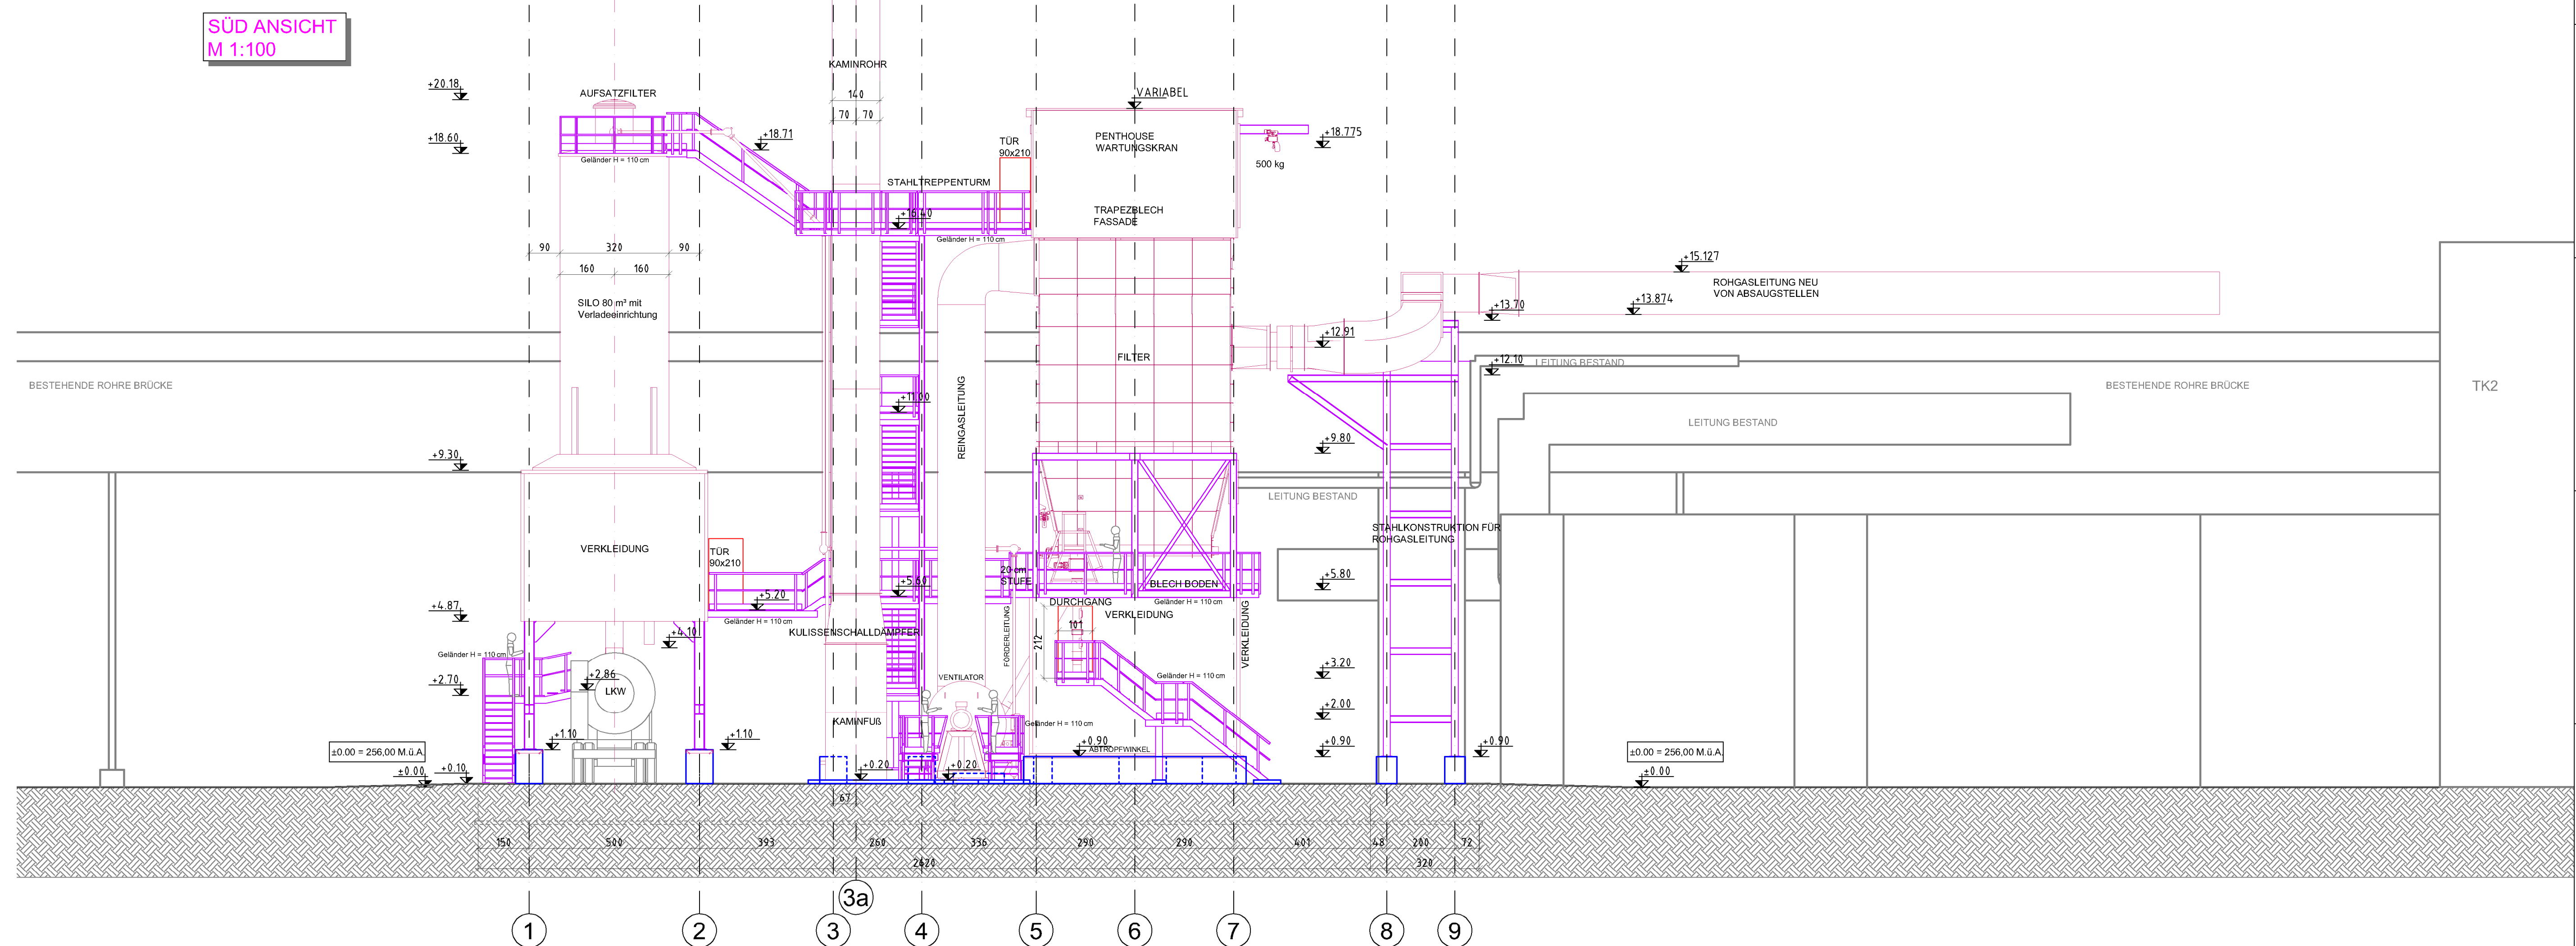 SÜD ANSICHT
M 1:100
KAMINROHR
+20.18
AUFSATZFILTER
140
VARIABEL
70
70
+18.60
+18.71
+18.775
PENTHOUSE
WARTUNGSKRAN
TÜR
90x210
500 kg
Geländer H = 110 cm
STAHLTREPPENTURM
+16.40
TRAPEZBLECH
FASSADE
Geländer H = 110 cm
90
320
90
160
160
+15.127
ROHGASLEITUNG NEU
VON ABSAUGSTELLEN
SILO 80 m³ mit
Verladeeinrichtung
+13.874
+13.70
+12.91
FILTER
+12.10
LEITUNG BESTAND
BESTEHENDE ROHRE BRÜCKE
BESTEHENDE ROHRE BRÜCKE
TK2
+11.00
REINGASLEITUNG
LEITUNG BESTAND
+9.80
+9.30
LEITUNG BESTAND
STAHLKONSTRUKTION FÜR
ROHGASLEITUNG
VERKLEIDUNG
TÜR
90x210
20 cm
STUFE
+5.60
+5.80
BLECH BODEN
+5.20
Geländer H = 110 cm
Geländer H = 110 cm
DURCHGANG
101
212
VERKLEIDUNG
VERKLEIDUNG
+4.87
+4.10
KULISSENSCHALLDÄMPFER
FÖRDERLEITUNG
Geländer H = 110 cm
+3.20
+2.86
+2.70
LKW
VENTILATOR
Geländer H = 110 cm
+2.00
KAMINFUß
Geländer H = 110 cm
+1.10
+1.10
+0.90
ABTROPFWINKEL
+0.90
+0.90
±0.00 = 256,00 M.ü.A.
±0.00 = 256,00 M.ü.A.
±0.00
+0.10
+0.20
+0.20
±0.00
67
150
500
393
260
336
290
290
401
48
200
72
2620
320
3a
1
2
3
4
5
6
7
8
9